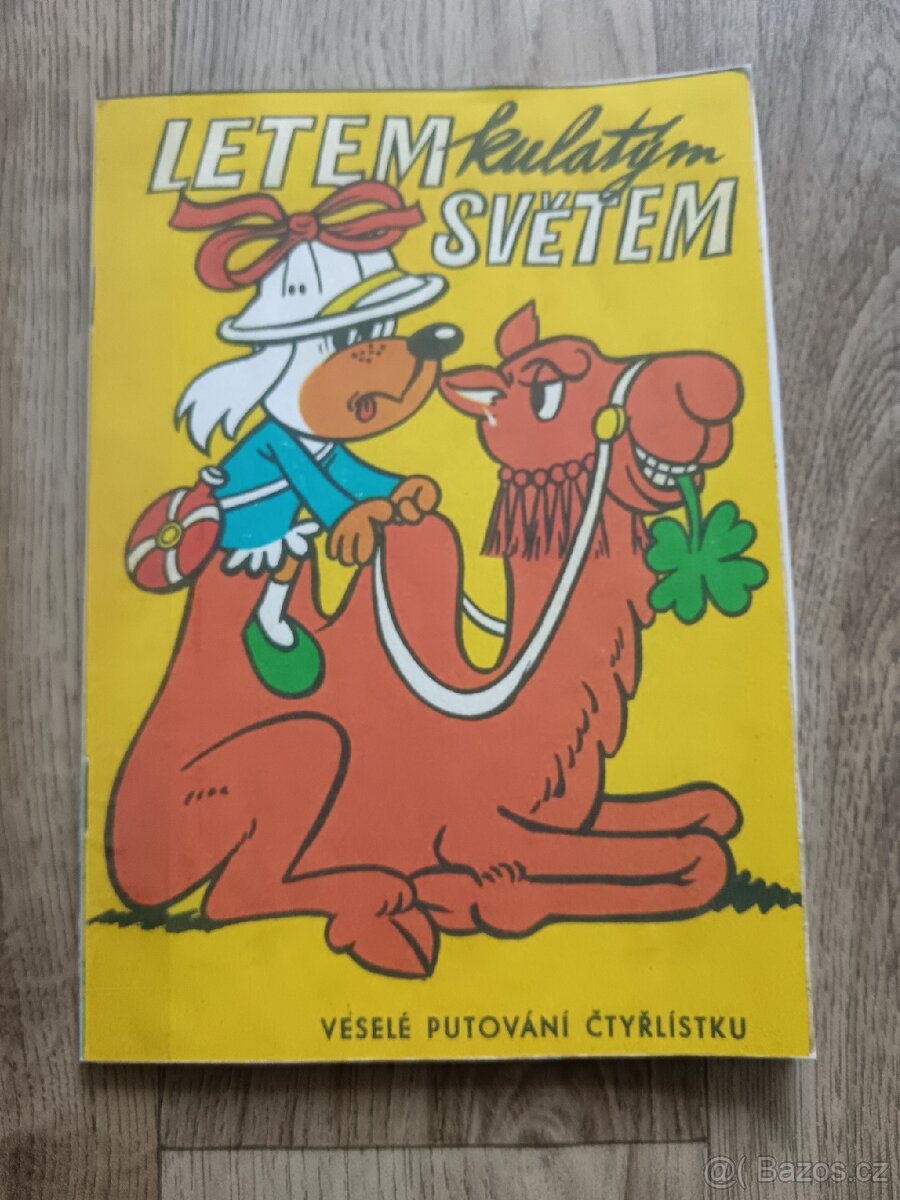 LETEM kulatým
SVĚTEM
VESELÉ PUTOVÁNÍ ČTYŘLÍSTKU
@( Bazos.cz